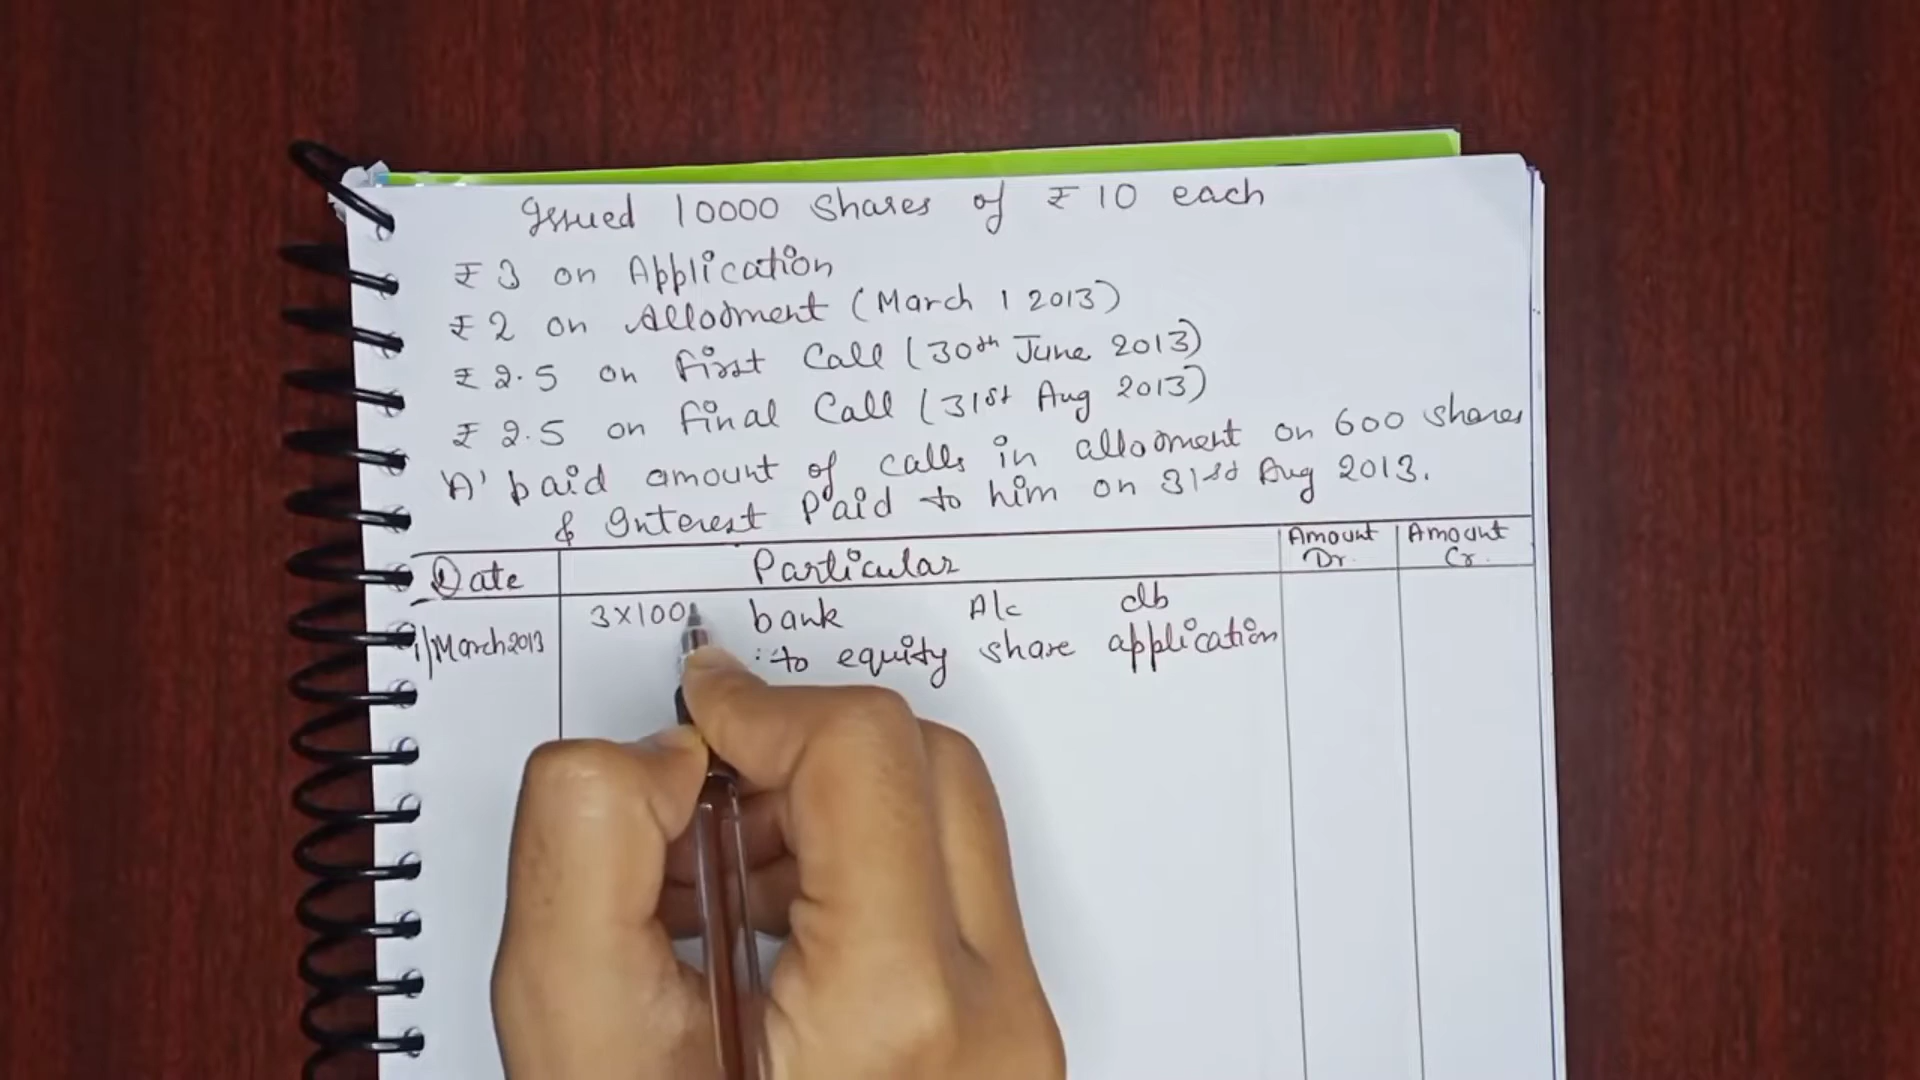 Issued 10000 shares of ₹ 10 each
₹ 3 on Application
₹ 2 on Allotment (March 1 2013)
₹ 2.5 on first Call (30th June 2013)
₹ 2.5 on final Call (31st Aug 2013)
'A' paid amount of calls in allotment on 600 shares
& Interest Paid to him on 31st Aug 2013.
Date Particular Amount Dr. Amount Cr.
1/March2013 3x100 bank A/c db
to equity share application